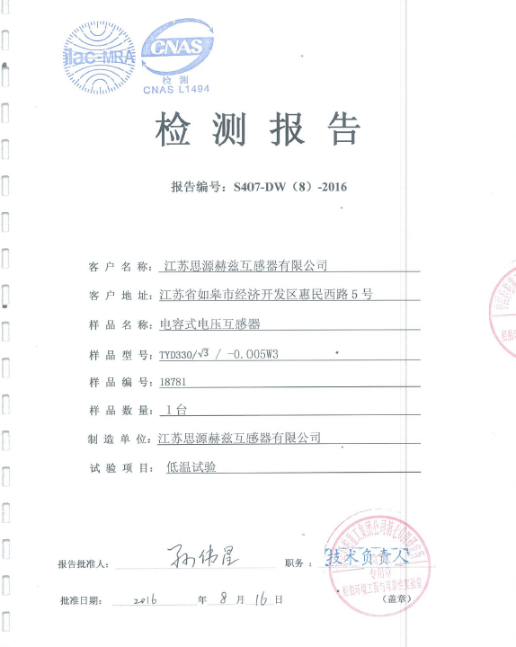 ilac-MRA
CNAS
检 测
CNAS L1494
检 测 报 告
报告编号：S407-DW（8）-2016
客 户 名 称： 江苏思源赫兹互感器有限公司
客 户 地 址：江苏省如皋市经济开发区惠民西路 5 号
样 品 名 称：电容式电压互感器
样 品 型 号：TYD330/√3 / -0.005W3
样 品 编 号：18781
样 品 数 量： 1 台
制 造 单 位：江苏思源赫兹互感器有限公司
试 验 项 目： 低温试验
报告批准人： 孙伟星 职务 ：技术负责人
批准日期： 2016 年 8 月 16 日 （盖章）